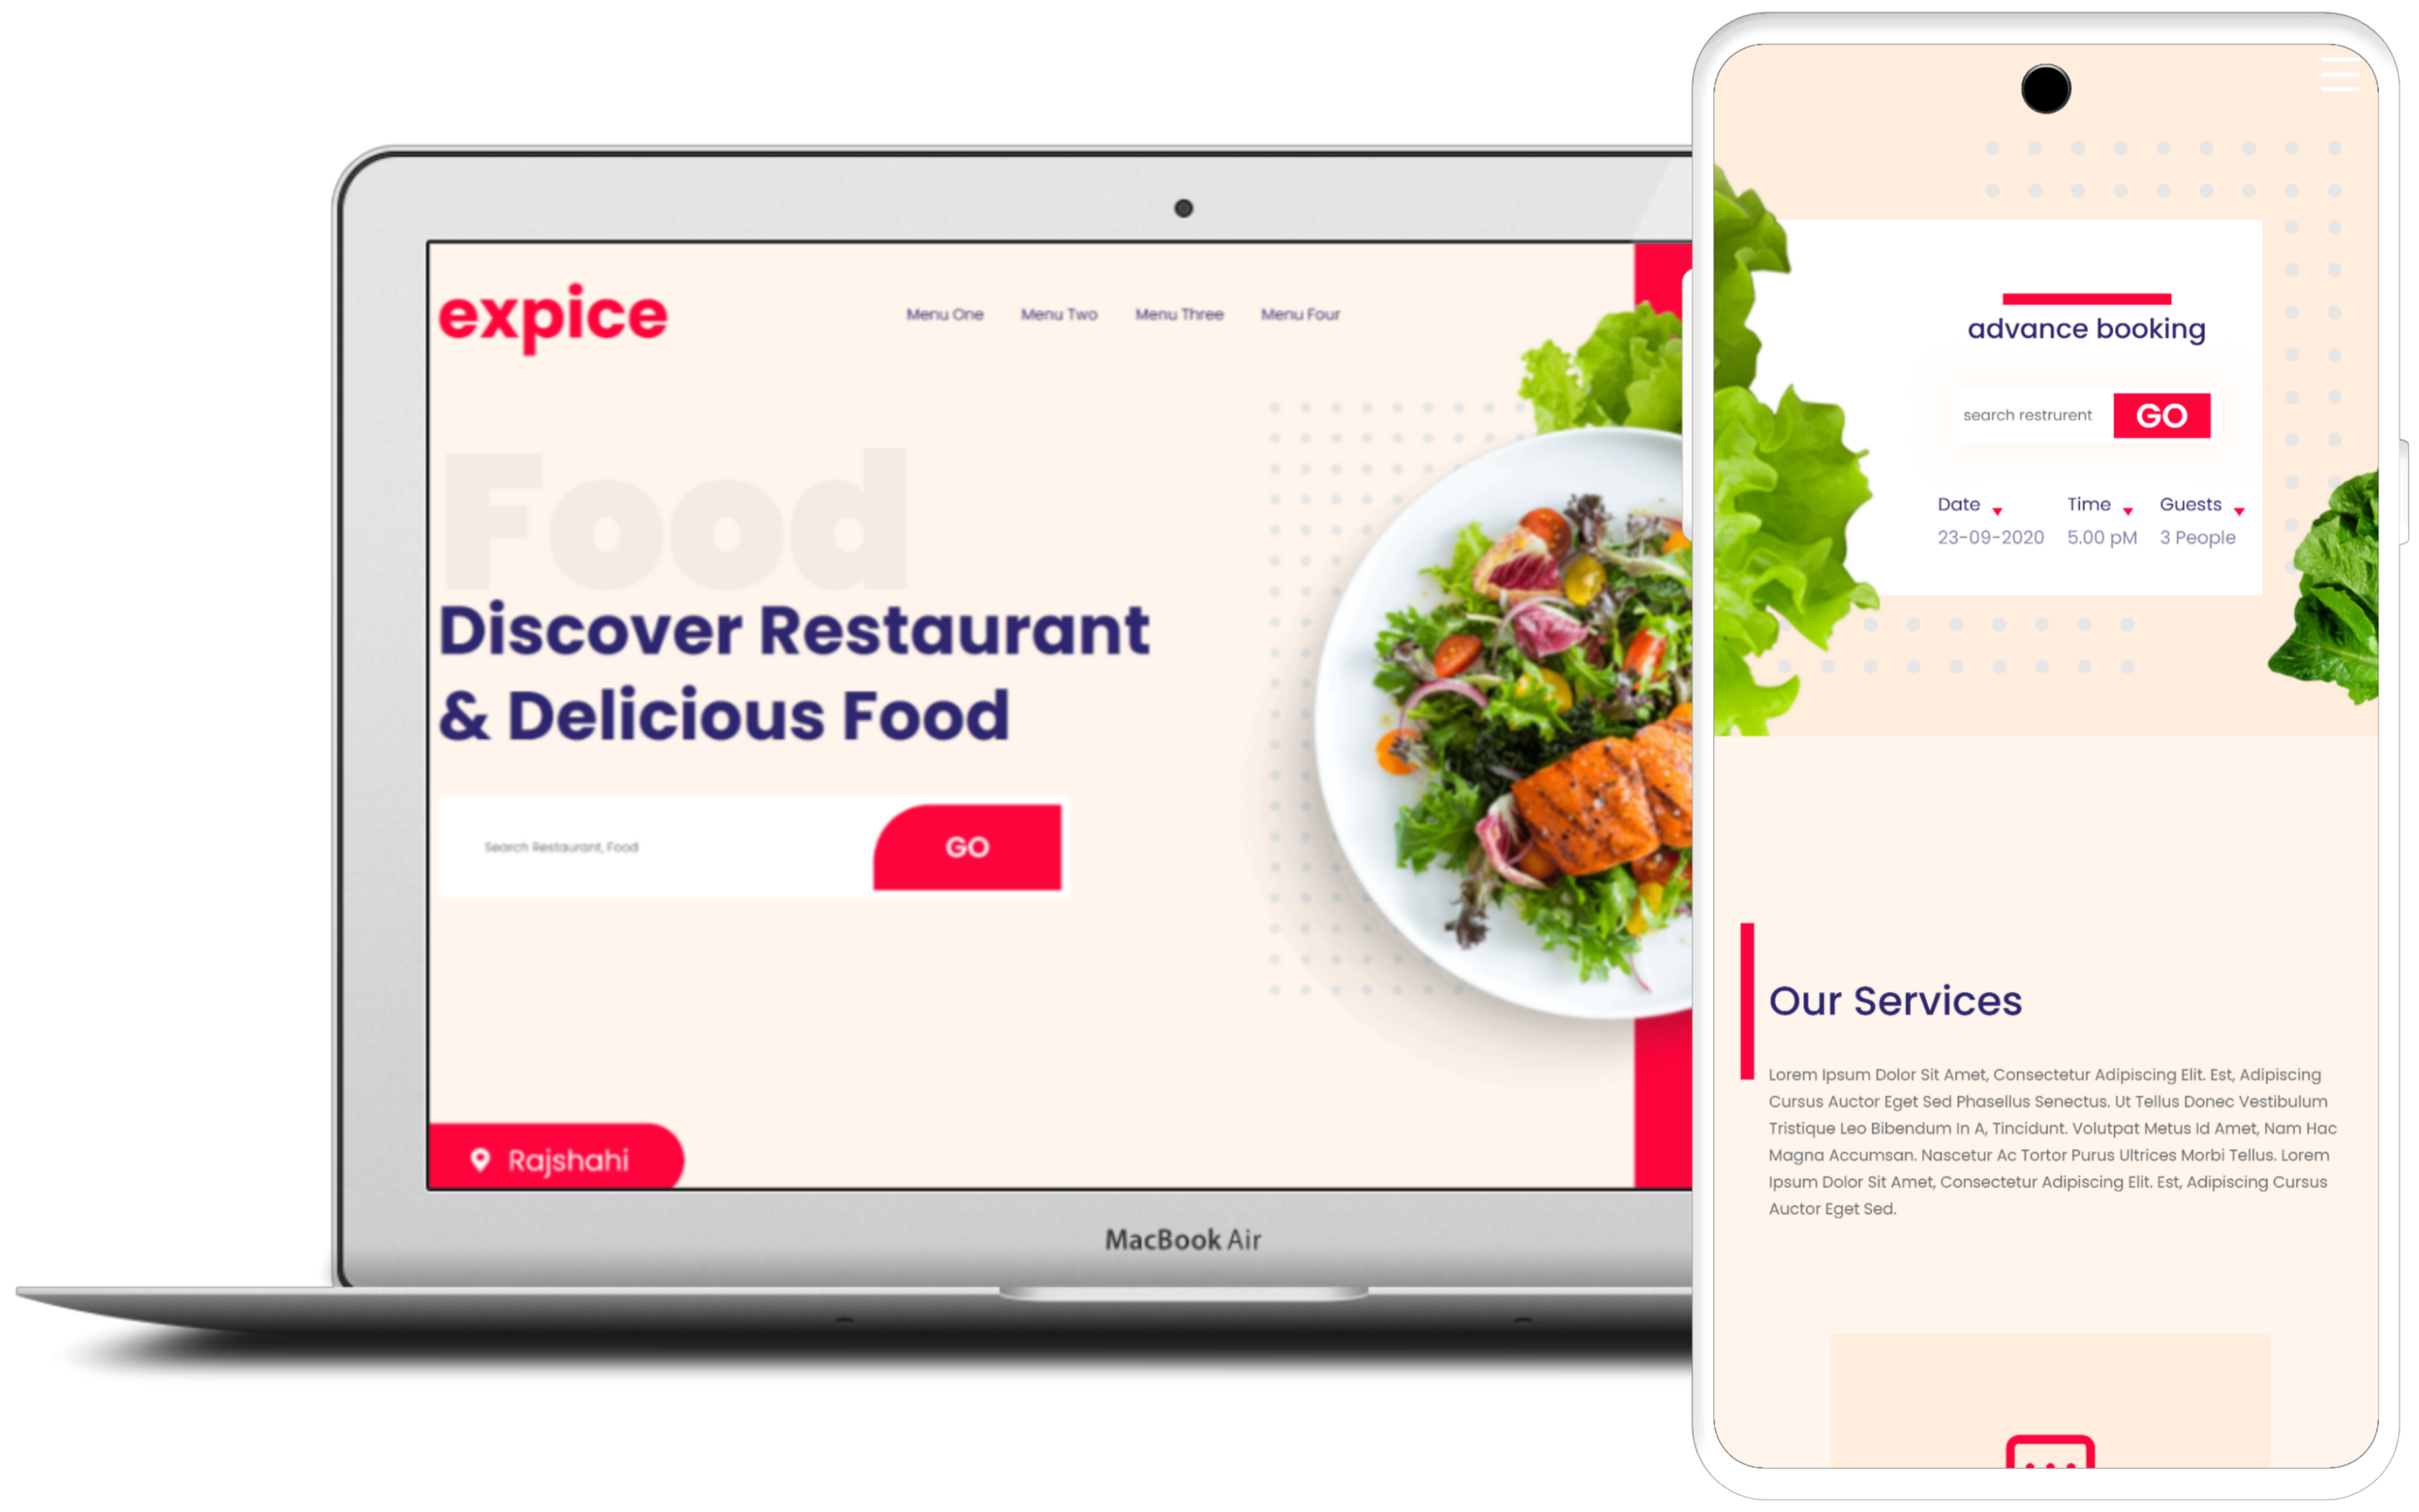 expice
Menu One Menu Two Menu Three Menu Four
Food
Discover Restaurant
& Delicious Food
Search Restaurant, Food GO
Rajshahi
MacBook Air
advance booking
search restrurent GO
Date Time Guests
23-09-2020 5.00 pM 3 People
Our Services
Lorem Ipsum Dolor Sit Amet, Consectetur Adipiscing Elit. Est, Adipiscing
Cursus Auctor Eget Sed Phasellus Senectus. Ut Tellus Donec Vestibulum
Tristique Leo Bibendum In A, Tincidunt. Volutpat Metus Id Amet, Nam Hac
Magna Accumsan. Nascetur Ac Tortor Purus Ultrices Morbi Tellus. Lorem
Ipsum Dolor Sit Amet, Consectetur Adipiscing Elit. Est, Adipiscing Cursus
Auctor Eget Sed.